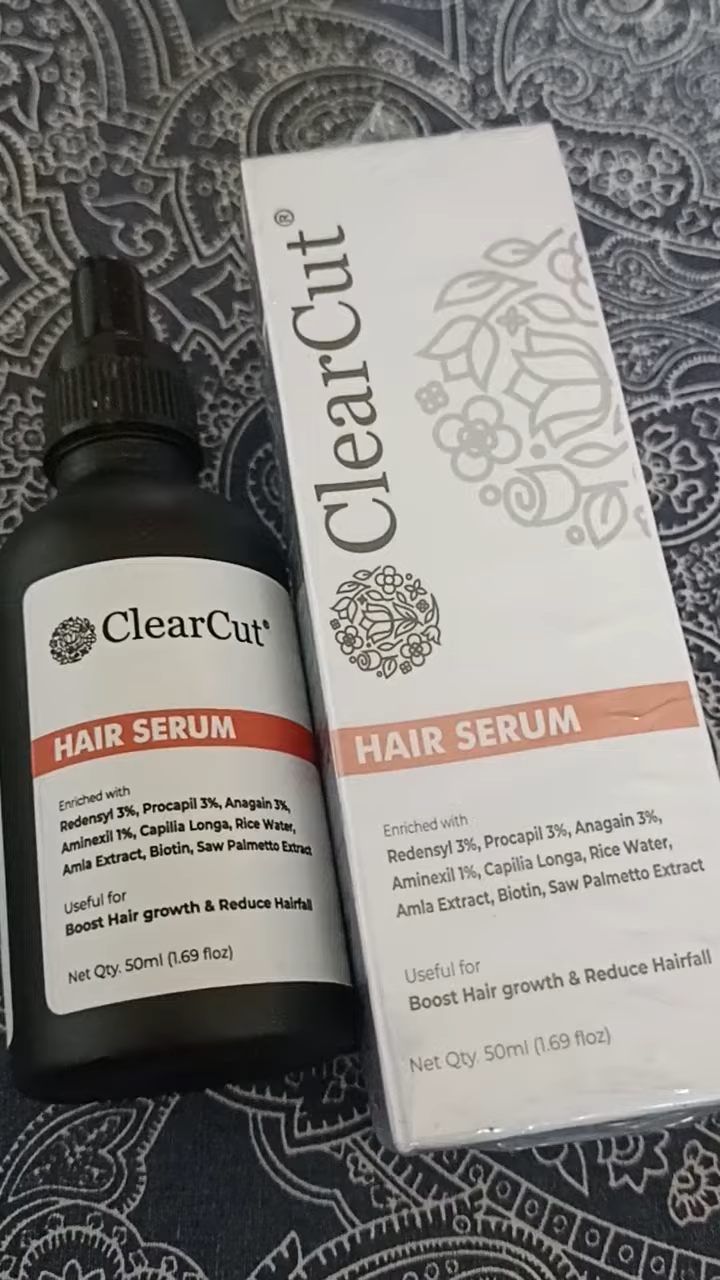 ClearCut®
HAIR SERUM
Enriched with
Redensyl 3%, Procapil 3%, Anagain 3%,
Aminexil 1%, Capilia Longa, Rice Water,
Amla Extract, Biotin, Saw Palmetto Extract
Useful for
Boost Hair growth & Reduce Hairfall
Net Qty. 50ml (1.69 floz)
ClearCut®
HAIR SERUM
Enriched with
Redensyl 3%, Procapil 3%, Anagain 3%,
Aminexil 1%, Capilia Longa, Rice Water,
Amla Extract, Biotin, Saw Palmetto Extract
Useful for
Boost Hair growth & Reduce Hairfall
Net Qty. 50ml (1.69 floz)